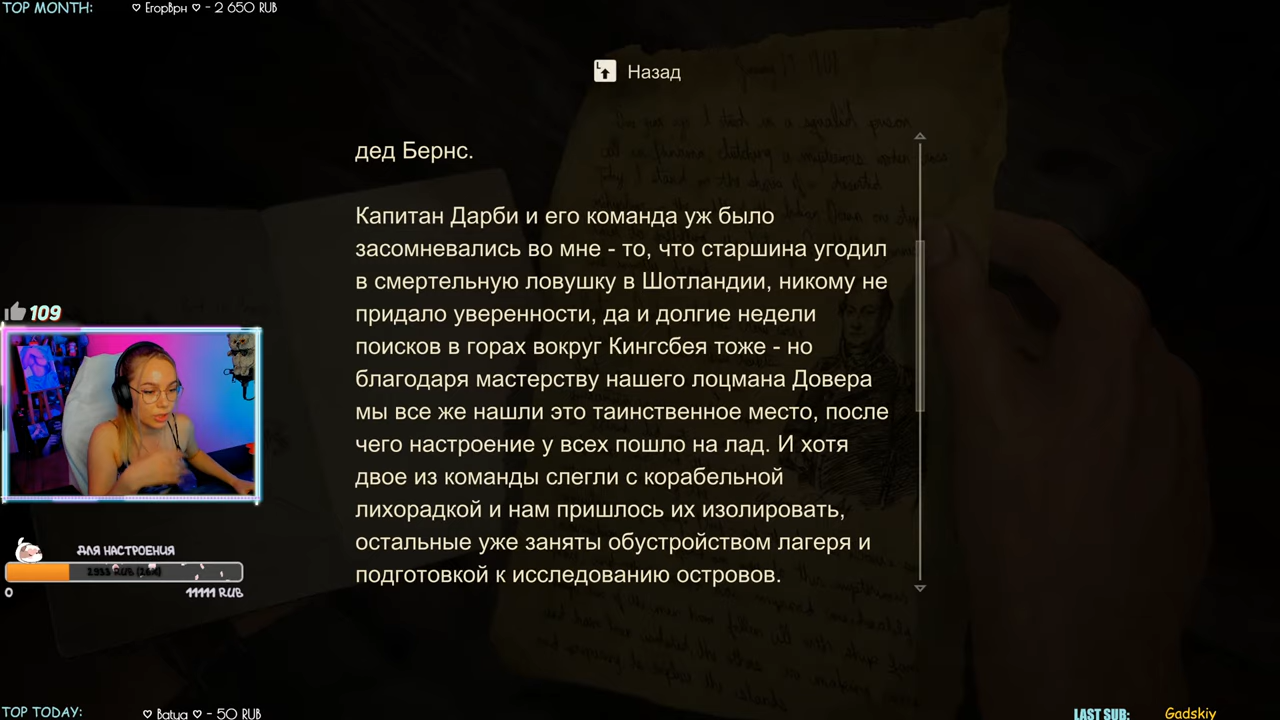 TOP MONTH: ♡ ЕгорВрн ♡ - 2 650 RUB
Назад
дед Бернс.
Капитан Дарби и его команда уж было
засомневались во мне - то, что старшина угодил
в смертельную ловушку в Шотландии, никому не
придало уверенности, да и долгие недели
поисков в горах вокруг Кингсбея тоже - но
благодаря мастерству нашего лоцмана Довера
мы все же нашли это таинственное место, после
чего настроение у всех пошло на лад. И хотя
двое из команды слегли с корабельной
лихорадкой и нам пришлось их изолировать,
остальные уже заняты обустройством лагеря и
подготовкой к исследованию островов.
109
ДЛЯ НАСТРОЕНИЯ
0
11111 RUB
TOP TODAY: ♡ Batya ♡ - 50 RUB
LAST SUB: Gadskiy